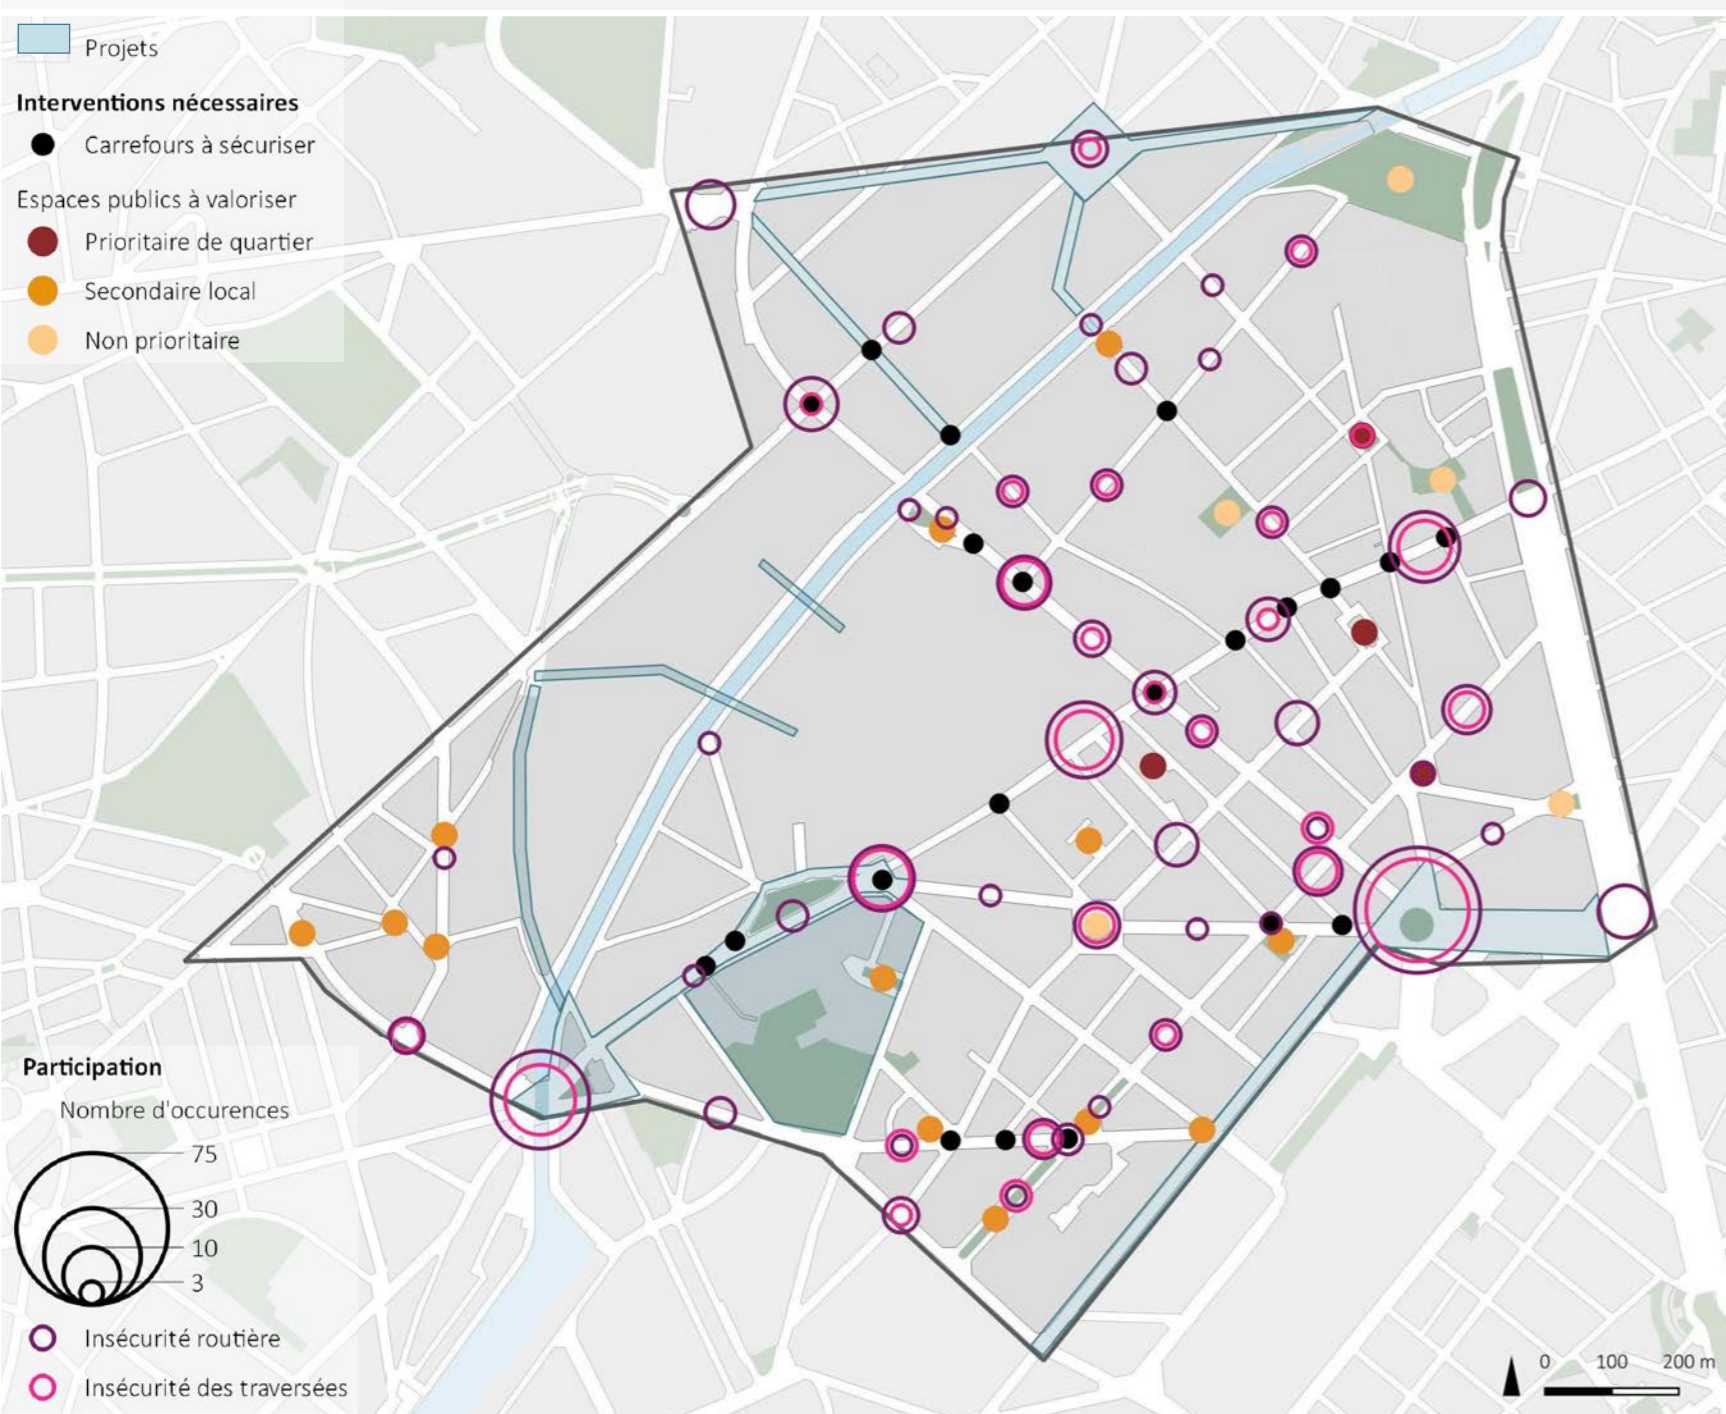 Projets
Interventions nécessaires
Carrefours à sécuriser
Espaces publics à valoriser
Prioritaire de quartier
Secondaire local
Non prioritaire
Participation
Nombre d'occurences
75
30
10
3
Insécurité routière
Insécurité des traversées
0 100 200 m